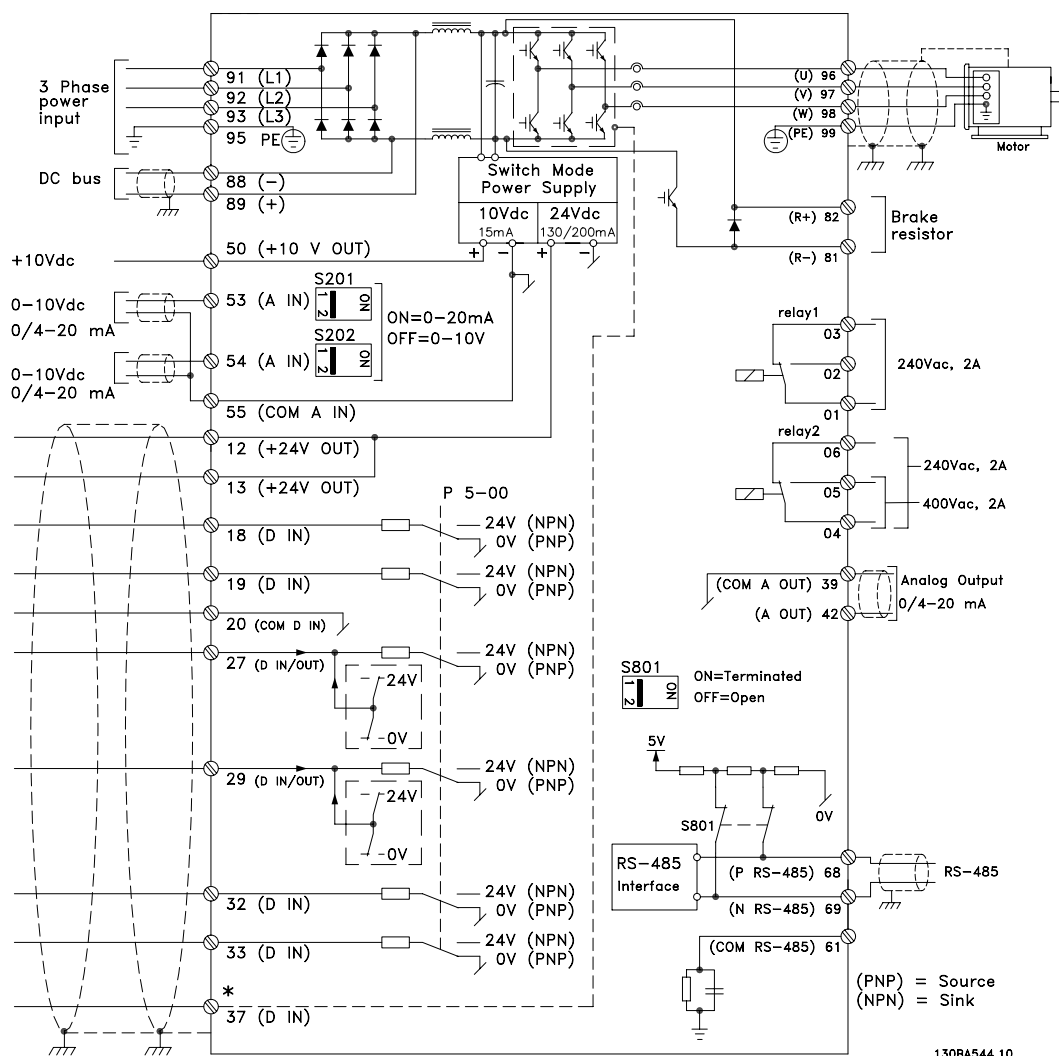 3 Phase
power
input
91 (L1)
92 (L2)
93 (L3)
95 PE
DC bus
88 (−)
89 (+)
+10Vdc
50 (+10 V OUT)
0−10Vdc
0/4−20 mA
53 (A IN)
S201
1 2
ON
ON=0−20mA
OFF=0−10V
0−10Vdc
0/4−20 mA
54 (A IN)
S202
1 2
ON
55 (COM A IN)
12 (+24V OUT)
13 (+24V OUT)
Switch Mode
Power Supply
10Vdc
15mA
24Vdc
130/200mA
+ − + −
P 5-00
18 (D IN)
24V (NPN)
0V (PNP)
19 (D IN)
24V (NPN)
0V (PNP)
20 (COM D IN)
27 (D IN/OUT)
24V (NPN)
0V (PNP)
24V
0V
29 (D IN/OUT)
24V (NPN)
0V (PNP)
24V
0V
32 (D IN)
24V (NPN)
0V (PNP)
33 (D IN)
24V (NPN)
0V (PNP)
*
37 (D IN)
(U) 96
(V) 97
(W) 98
(PE) 99
Motor
(R+) 82
Brake
resistor
(R−) 81
relay1
03
02
01
240Vac, 2A
relay2
06
05
04
240Vac, 2A
400Vac, 2A
(COM A OUT) 39
(A OUT) 42
Analog Output
0/4−20 mA
S801
1 2
ON
ON=Terminated
OFF=Open
5V
S801
0V
RS−485
Interface
(P RS−485) 68
(N RS−485) 69
RS−485
(COM RS−485) 61
(PNP) = Source
(NPN) = Sink
130BA544.10